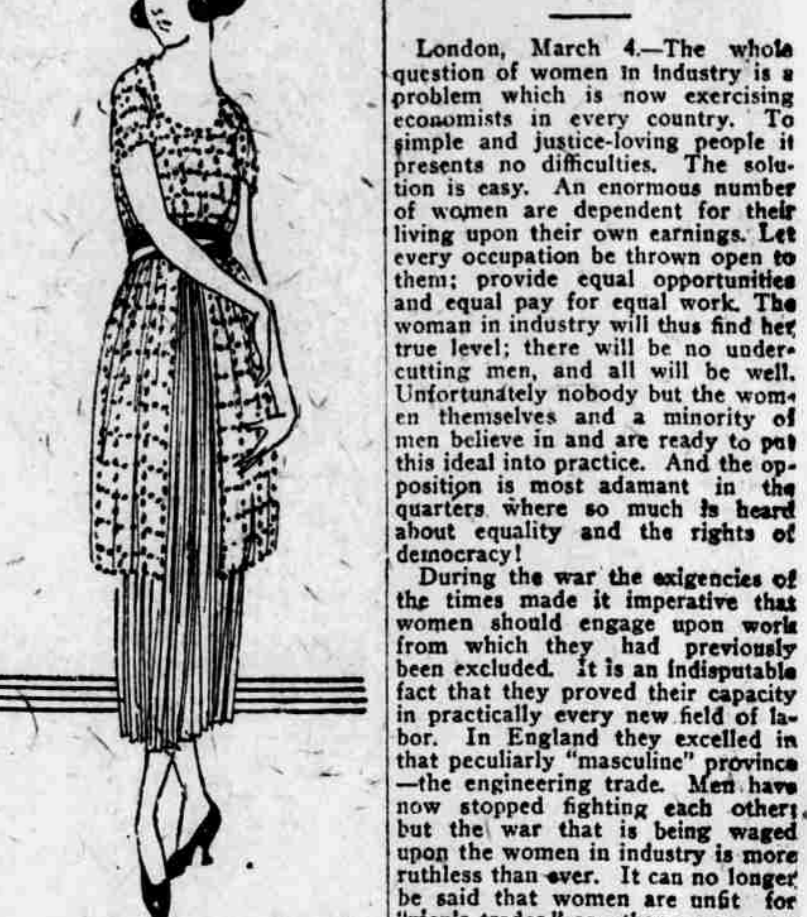 London, March 4.—The whole
question of women in industry is a
problem which is now exercising
economists in every country. To
simple and justice-loving people it
presents no difficulties. The solu-
tion is easy. An enormous number
of women are dependent for their
living upon their own earnings. Let
every occupation be thrown open to
them; provide equal opportunities
and equal pay for equal work. The
woman in industry will thus find her
true level; there will be no under-
cutting men, and all will be well.
Unfortunately nobody but the wom-
en themselves and a minority of
men believe in and are ready to put
this ideal into practice. And the op-
position is most adamant in the
quarters where so much is heard
about equality and the rights of
democracy!
During the war the exigencies of
the times made it imperative that
women should engage upon work
from which they had previously
been excluded. It is an indisputable
fact that they proved their capacity
in practically every new field of la-
bor. In England they excelled in
that peculiarly "masculine" province
—the engineering trade. Men have
now stopped fighting each other;
but the war that is being waged
upon the women in industry is more
ruthless than ever. It can no longer
be said that women are unfit for